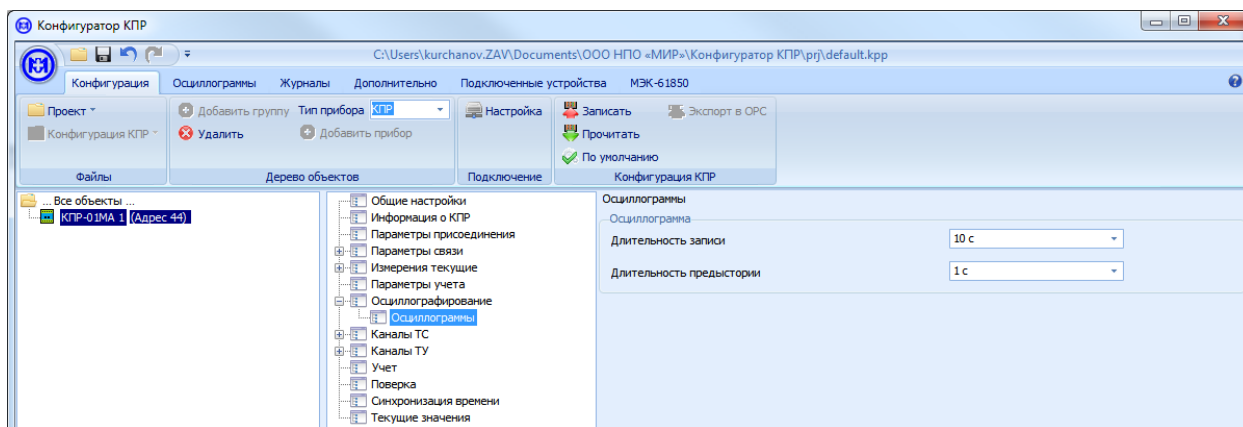 Конфигуратор КПР
C:\Users\kurchanov.ZAV\Documents\ООО НПО «МИР»\Конфигуратор КПР\prj\default.kpp
Конфигурация Осциллограммы Журналы Дополнительно Подключенные устройства МЭК-61850
Проект Добавить группу Тип прибора КПР Настройка Записать Экспорт в OPC
Конфигурация КПР Удалить Добавить прибор Прочитать
По умолчанию
Файлы Дерево объектов Подключение Конфигурация КПР
... Все объекты ...
КПР-01МА 1 (Адрес 44)
Общие настройки
Информация о КПР
Параметры присоединения
Параметры связи
Измерения текущие
Параметры учета
Осциллографирование
Осциллограммы
Каналы ТС
Каналы ТУ
Учет
Поверка
Синхронизация времени
Текущие значения
Осциллограммы
Осциллограмма
Длительность записи 10 с
Длительность предыстории 1 с